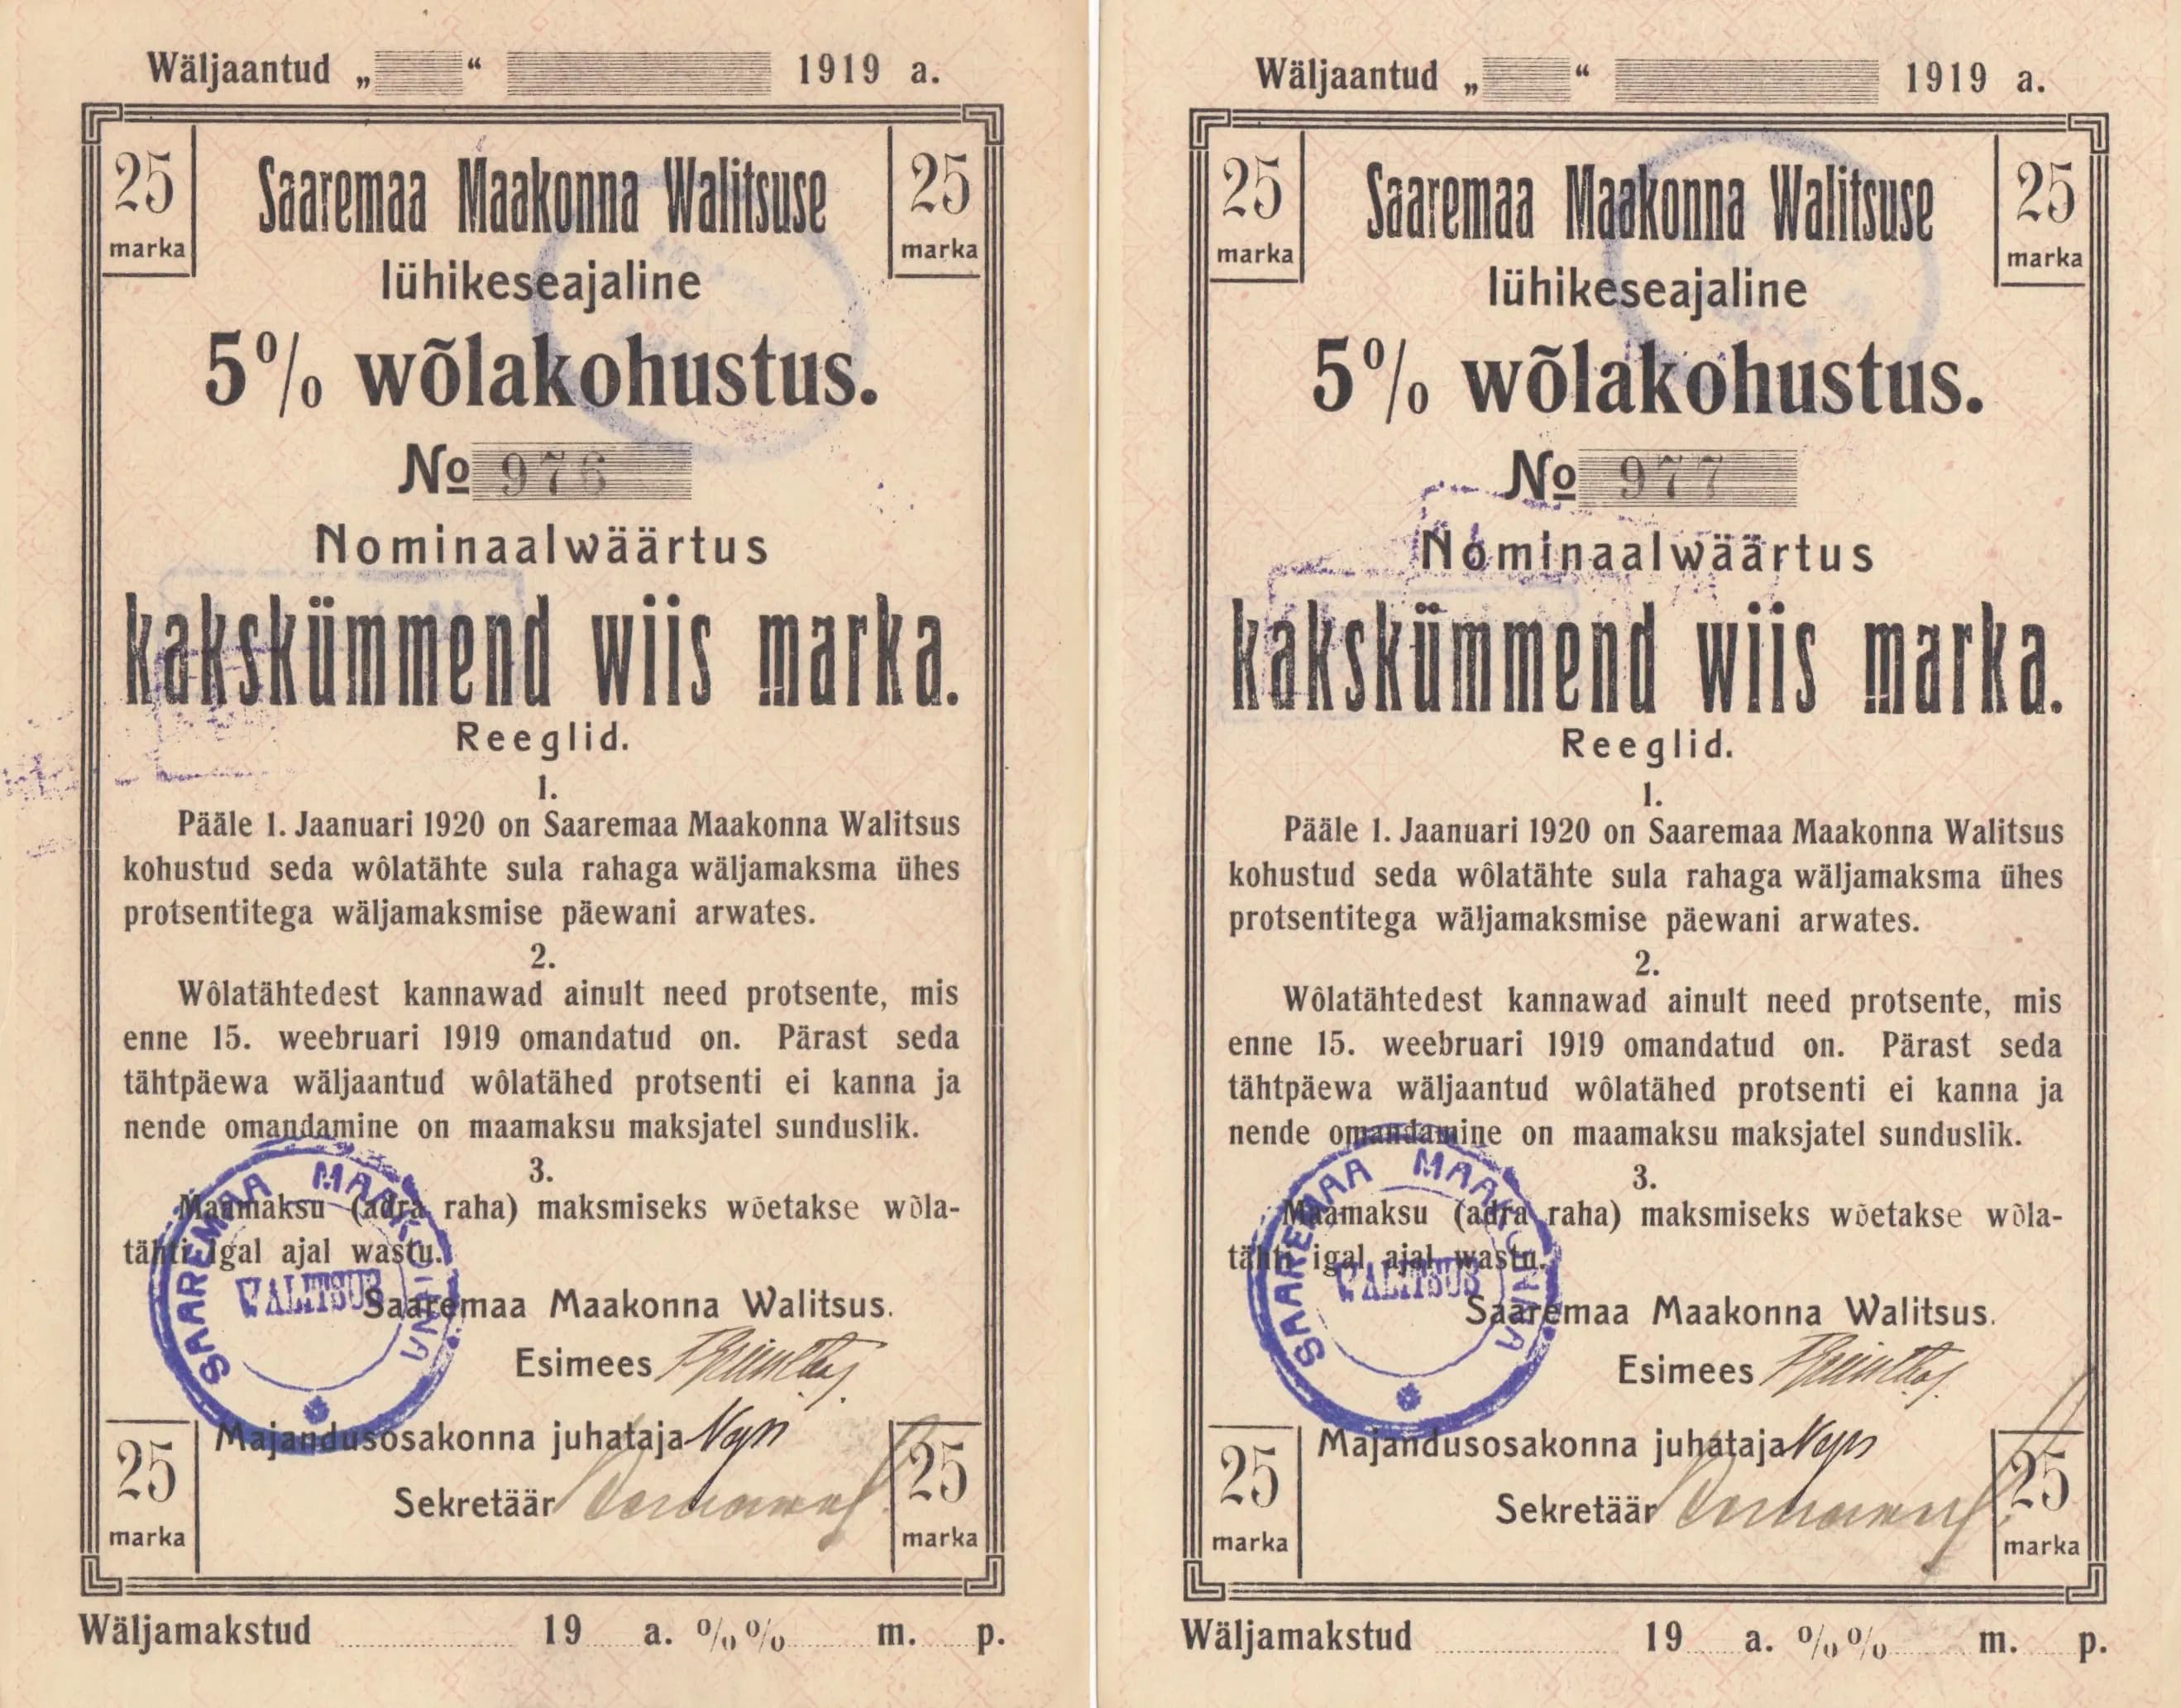 Wäljaantud „ “ 1919 a.
25 marka
25 marka
Saaremaa Maakonna Walitsuse
lühikeseajaline
5% wõlakohustus.
№ 976
Nominaalwäärtus
kakskümmend wiis marka.
Reeglid.
1.
Pääle 1. Jaanuari 1920 on Saaremaa Maakonna Walitsus
kohustud seda wôlatähte sula rahaga wäljamaksma ühes
protsentitega wäljamaksmise päewani arwates.
2.
Wôlatähtedest kannawad ainult need protsente, mis
enne 15. weebruari 1919 omandatud on. Pärast seda
tähtpäewa wäljaantud wôlatähed protsenti ei kanna ja
nende omandamine on maamaksu maksjatel sunduslik.
3.
Maamaksu (adra raha) maksmiseks wõetakse wõla-
tähti igal ajal wastu.
SAAREMAA MAAKONNA
WALITSUS
Saaremaa Maakonna Walitsus.
Esimees
Majandusosakonna juhataja
Sekretäär
25 marka
25 marka
Wäljamakstud 19 a. %% m. p.
Wäljaantud „ “ 1919 a.
25 marka
25 marka
Saaremaa Maakonna Walitsuse
lühikeseajaline
5% wõlakohustus.
№ 977
Nominaalwäärtus
kakskümmend wiis marka.
Reeglid.
1.
Pääle 1. Jaanuari 1920 on Saaremaa Maakonna Walitsus
kohustud seda wôlatähte sula rahaga wäljamaksma ühes
protsentitega wäljamaksmise päewani arwates.
2.
Wôlatähtedest kannawad ainult need protsente, mis
enne 15. weebruari 1919 omandatud on. Pärast seda
tähtpäewa wäljaantud wôlatähed protsenti ei kanna ja
nende omandamine on maamaksu maksjatel sunduslik.
3.
Maamaksu (adra raha) maksmiseks wõetakse wõla-
tähti igal ajal wastu.
SAAREMAA MAAKONNA
WALITSUS
Saaremaa Maakonna Walitsus.
Esimees
Majandusosakonna juhataja
Sekretäär
25 marka
25 marka
Wäljamakstud 19 a. %% m. p.